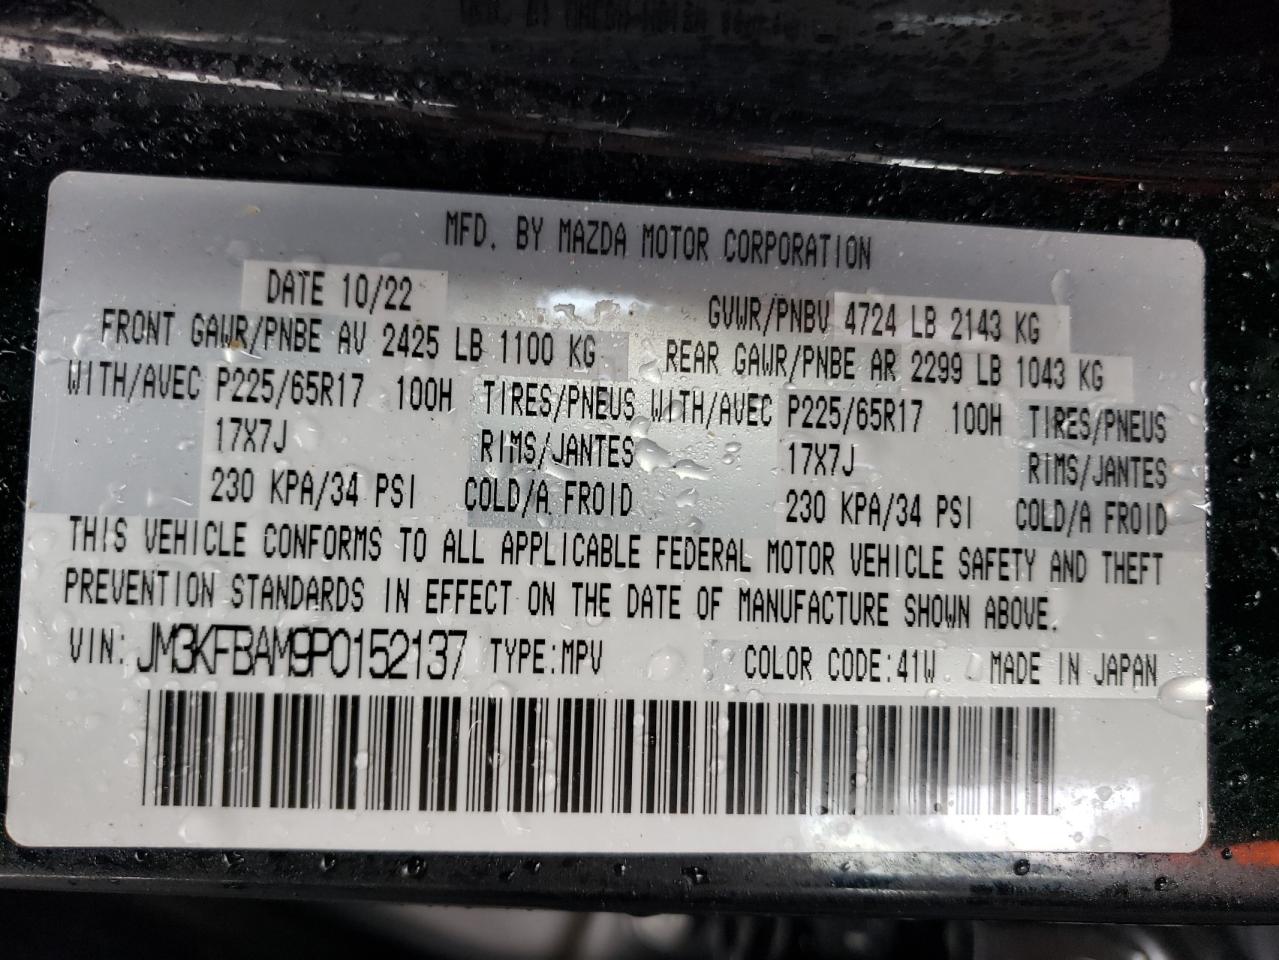 MFD. BY MAZDA MOTOR CORPORATION
DATE 10/22 GVWR/PNBV 4724 LB 2143 KG
FRONT GAWR/PNBE AV 2425 LB 1100 KG REAR GAWR/PNBE AR 2299 LB 1043 KG
WITH/AVEC P225/65R17 100H TIRES/PNEUS WITH/AVEC P225/65R17 100H TIRES/PNEUS
17X7J RIMS/JANTES 17X7J RIMS/JANTES
230 KPA/34 PSI COLD/A FROID 230 KPA/34 PSI COLD/A FROID
THIS VEHICLE CONFORMS TO ALL APPLICABLE FEDERAL MOTOR VEHICLE SAFETY AND THEFT
PREVENTION STANDARDS IN EFFECT ON THE DATE OF MANUFACTURE SHOWN ABOVE.
VIN: JM3KFBAM9P0152137 TYPE:MPV COLOR CODE:41W MADE IN JAPAN